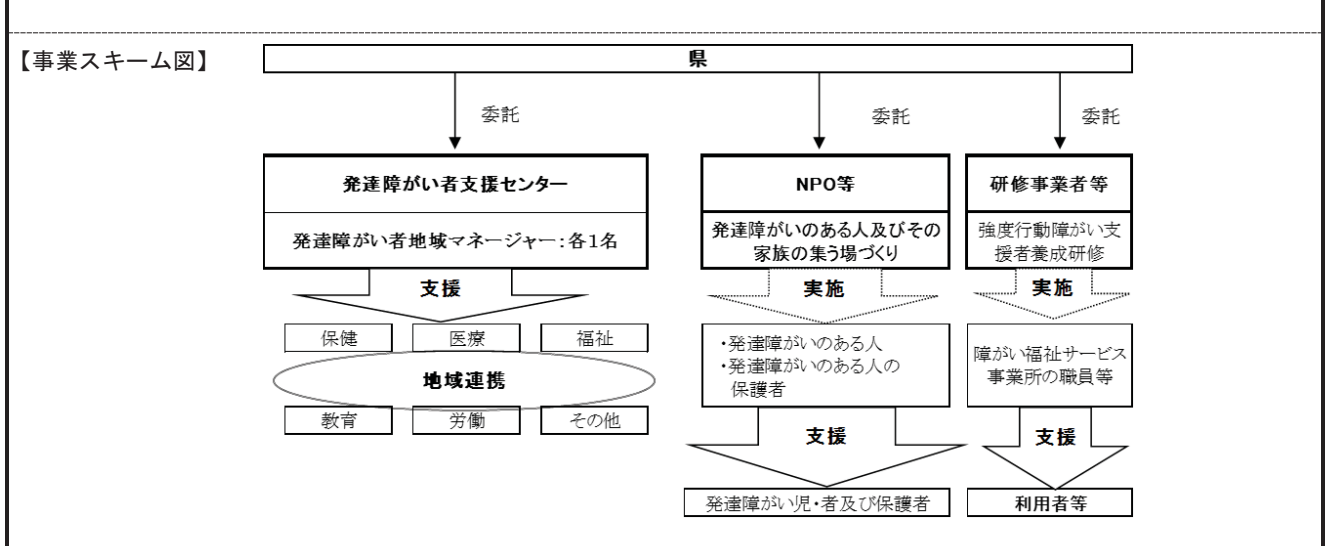 【事業スキーム図】
県
委託
委託
委託
発達障がい者支援センター
発達障がい者地域マネージャー：各1名
支援
保健
医療
福祉
地域連携
教育
労働
その他
NPO等
発達障がいのある人及びその
家族の集う場づくり
実施
・発達障がいのある人
・発達障がいのある人の
保護者
支援
発達障がい児・者及び保護者
研修事業者等
強度行動障がい支
援者養成研修
実施
障がい福祉サービス
事業所の職員等
支援
利用者等